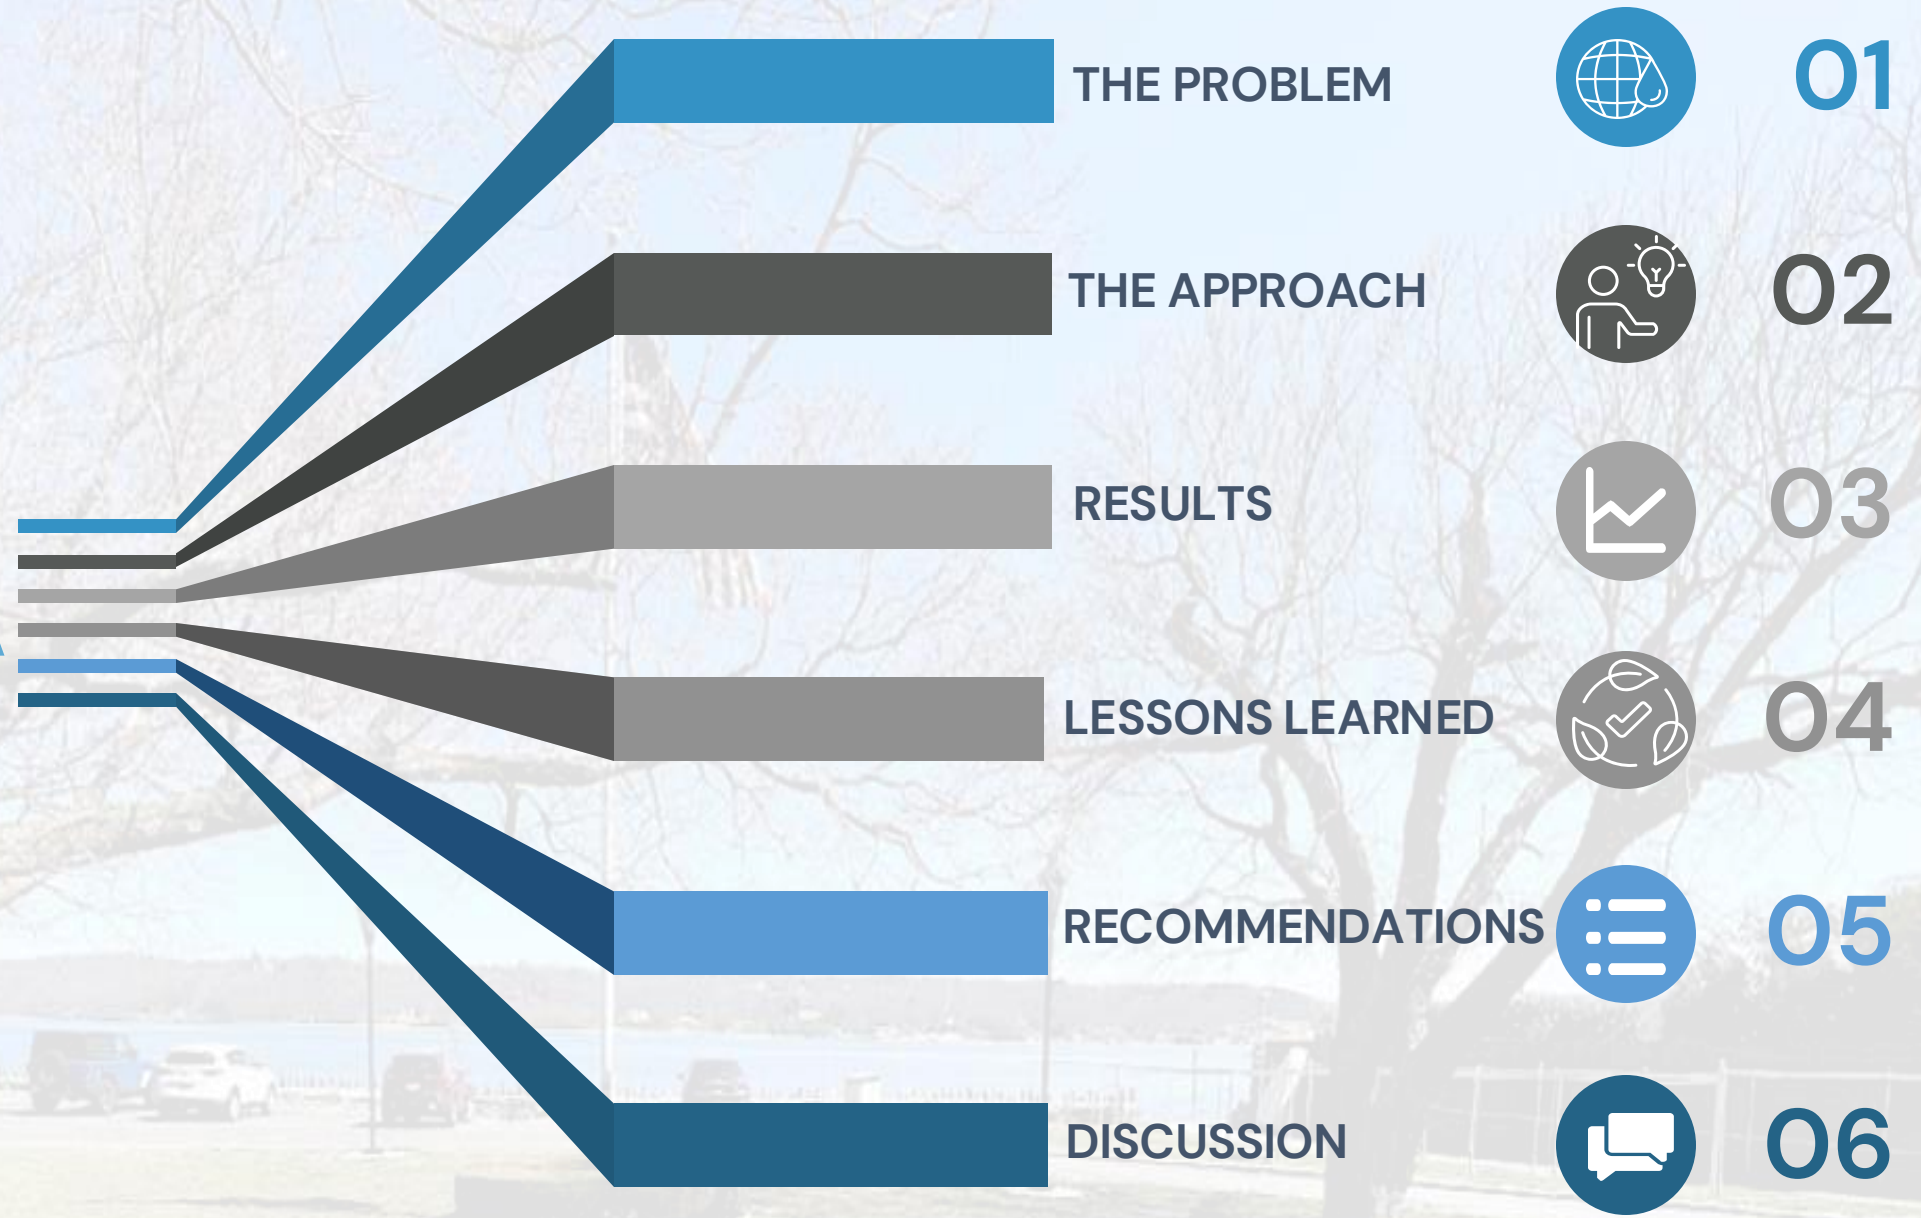 THE PROBLEM 01
THE APPROACH 02
RESULTS 03
LESSONS LEARNED 04
RECOMMENDATIONS 05
DISCUSSION 06